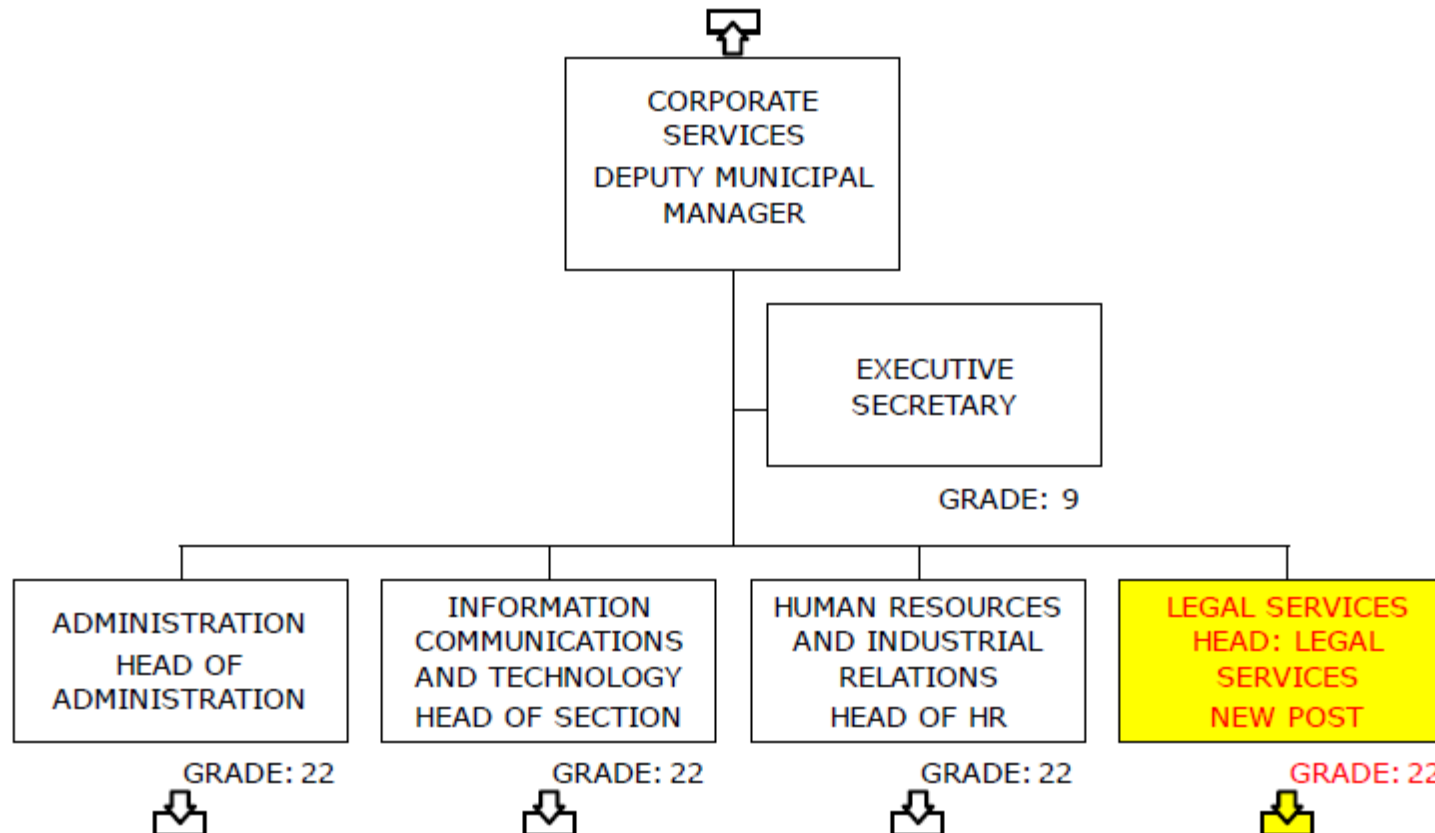 CORPORATE
SERVICES
DEPUTY MUNICIPAL
MANAGER
EXECUTIVE
SECRETARY
GRADE: 9
ADMINISTRATION
HEAD OF
ADMINISTRATION
GRADE: 22
INFORMATION
COMMUNICATIONS
AND TECHNOLOGY
HEAD OF SECTION
GRADE: 22
HUMAN RESOURCES
AND INDUSTRIAL
RELATIONS
HEAD OF HR
GRADE: 22
LEGAL SERVICES
HEAD: LEGAL
SERVICES
NEW POST
GRADE: 22